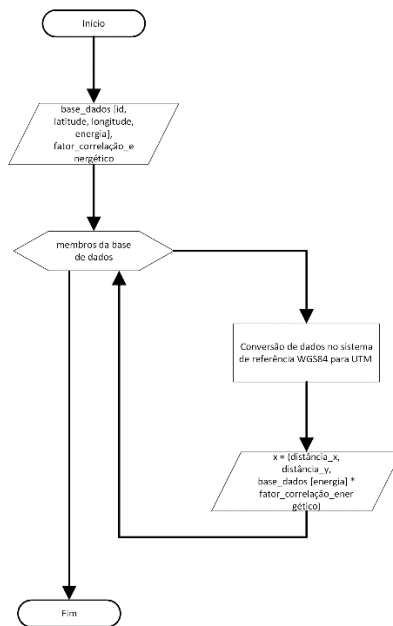 Início
base_dados [id,
latitude, longitude,
energia],
fator_correlação_e
nergético
membros da base
de dados
Conversão de dados no sistema
de referência WGS84 para UTM
x = (distância_x,
distância_y,
base_dados [energia] *
fator_correlação_ener
gético)
Fim